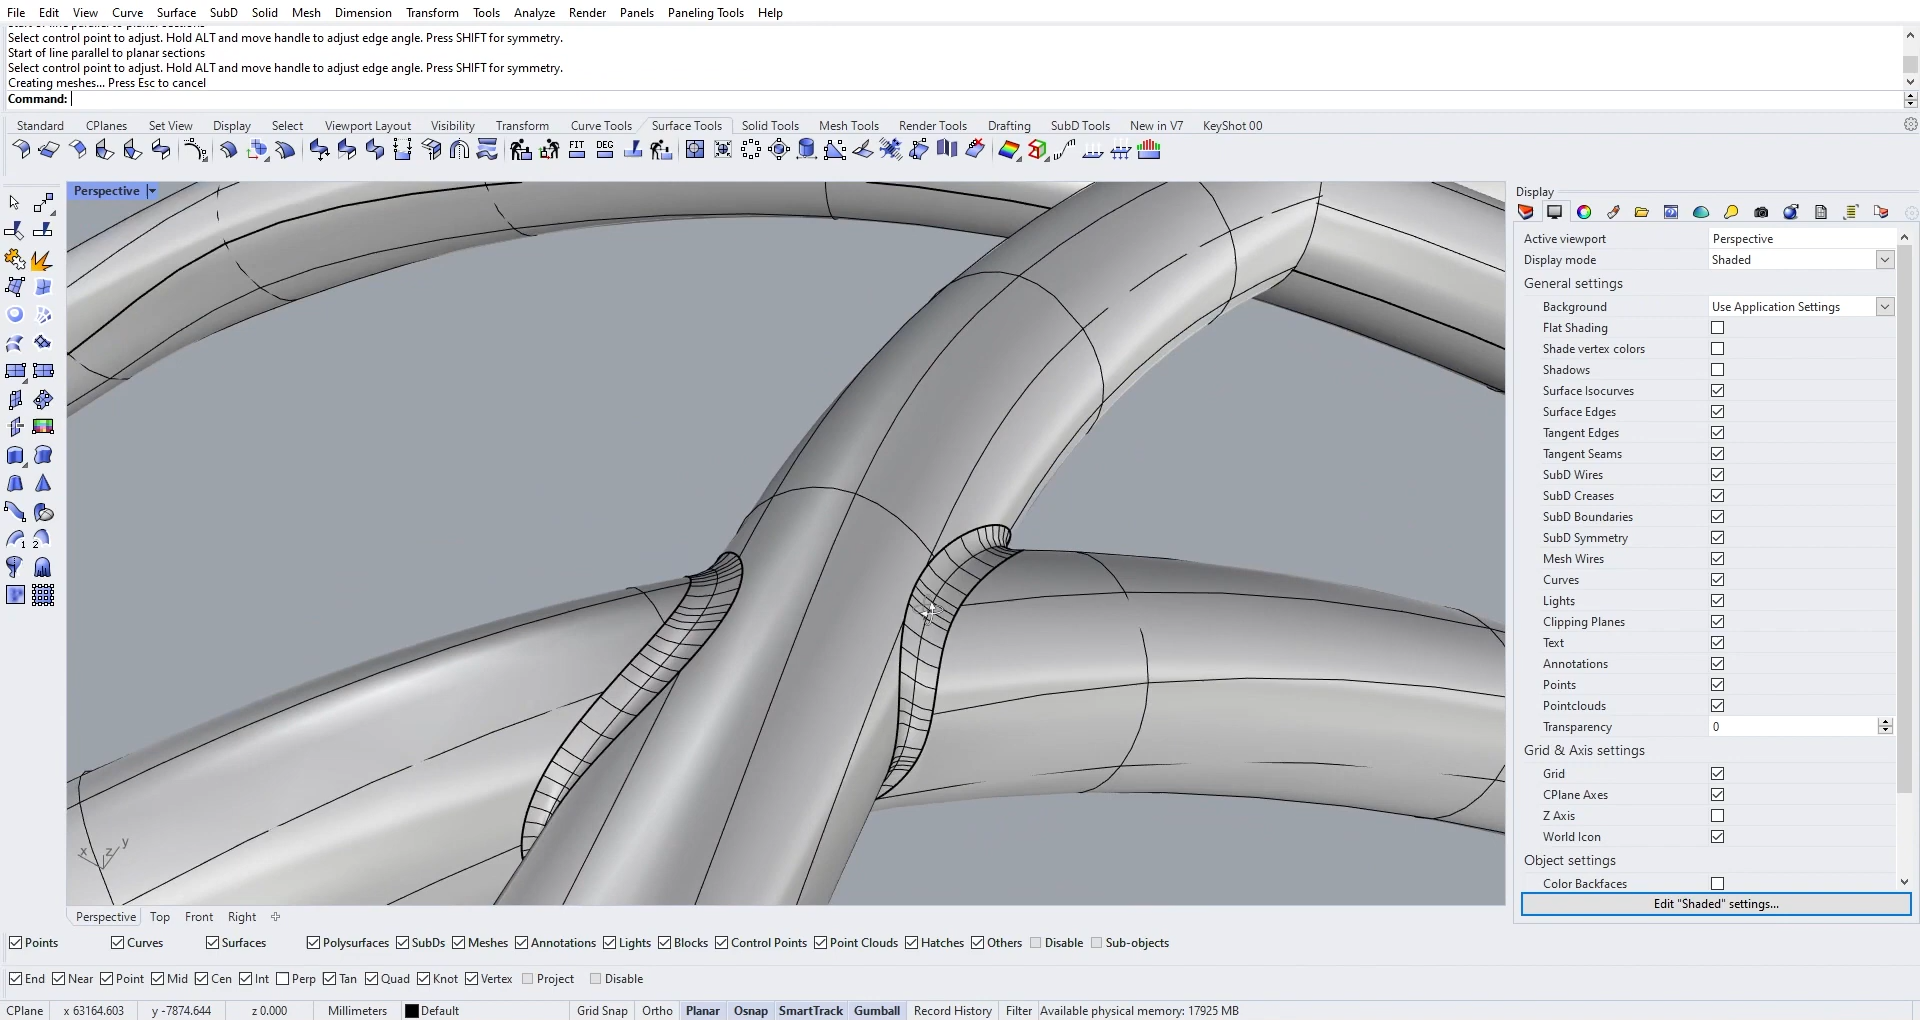 File Edit View Curve Surface SubD Solid Mesh Dimension Transform Tools Analyze Render Panels Paneling Tools Help
Select control point to adjust. Hold ALT and move handle to adjust edge angle. Press SHIFT for symmetry.
Start of line parallel to planar sections
Select control point to adjust. Hold ALT and move handle to adjust edge angle. Press SHIFT for symmetry.
Creating meshes... Press Esc to cancel
Command:
Standard CPlanes Set View Display Select Viewport Layout Visibility Transform Curve Tools Surface Tools Solid Tools Mesh Tools Render Tools Drafting SubD Tools New in V7 KeyShot 00
FIT DEG
Perspective
Display
Active viewport Perspective
Display mode Shaded
General settings
Background Use Application Settings
Flat Shading
Shade vertex colors
Shadows
Surface Isocurves
Surface Edges
Tangent Edges
Tangent Seams
SubD Wires
SubD Creases
SubD Boundaries
SubD Symmetry
Mesh Wires
Curves
Lights
Clipping Planes
Text
Annotations
Points
Pointclouds
Transparency 0
Grid & Axis settings
Grid
CPlane Axes
Z Axis
World Icon
Object settings
Color Backfaces
Edit "Shaded" settings...
1 2
x z y
Perspective Top Front Right
Points Curves Surfaces Polysurfaces SubDs Meshes Annotations Lights Blocks Control Points Point Clouds Hatches Others Disable Sub-objects
End Near Point Mid Cen Int Perp Tan Quad Knot Vertex Project Disable
CPlane x 63164.603 y -7874.644 z 0.000 Millimeters Default Grid Snap Ortho Planar Osnap SmartTrack Gumball Record History Filter Available physical memory: 17925 MB